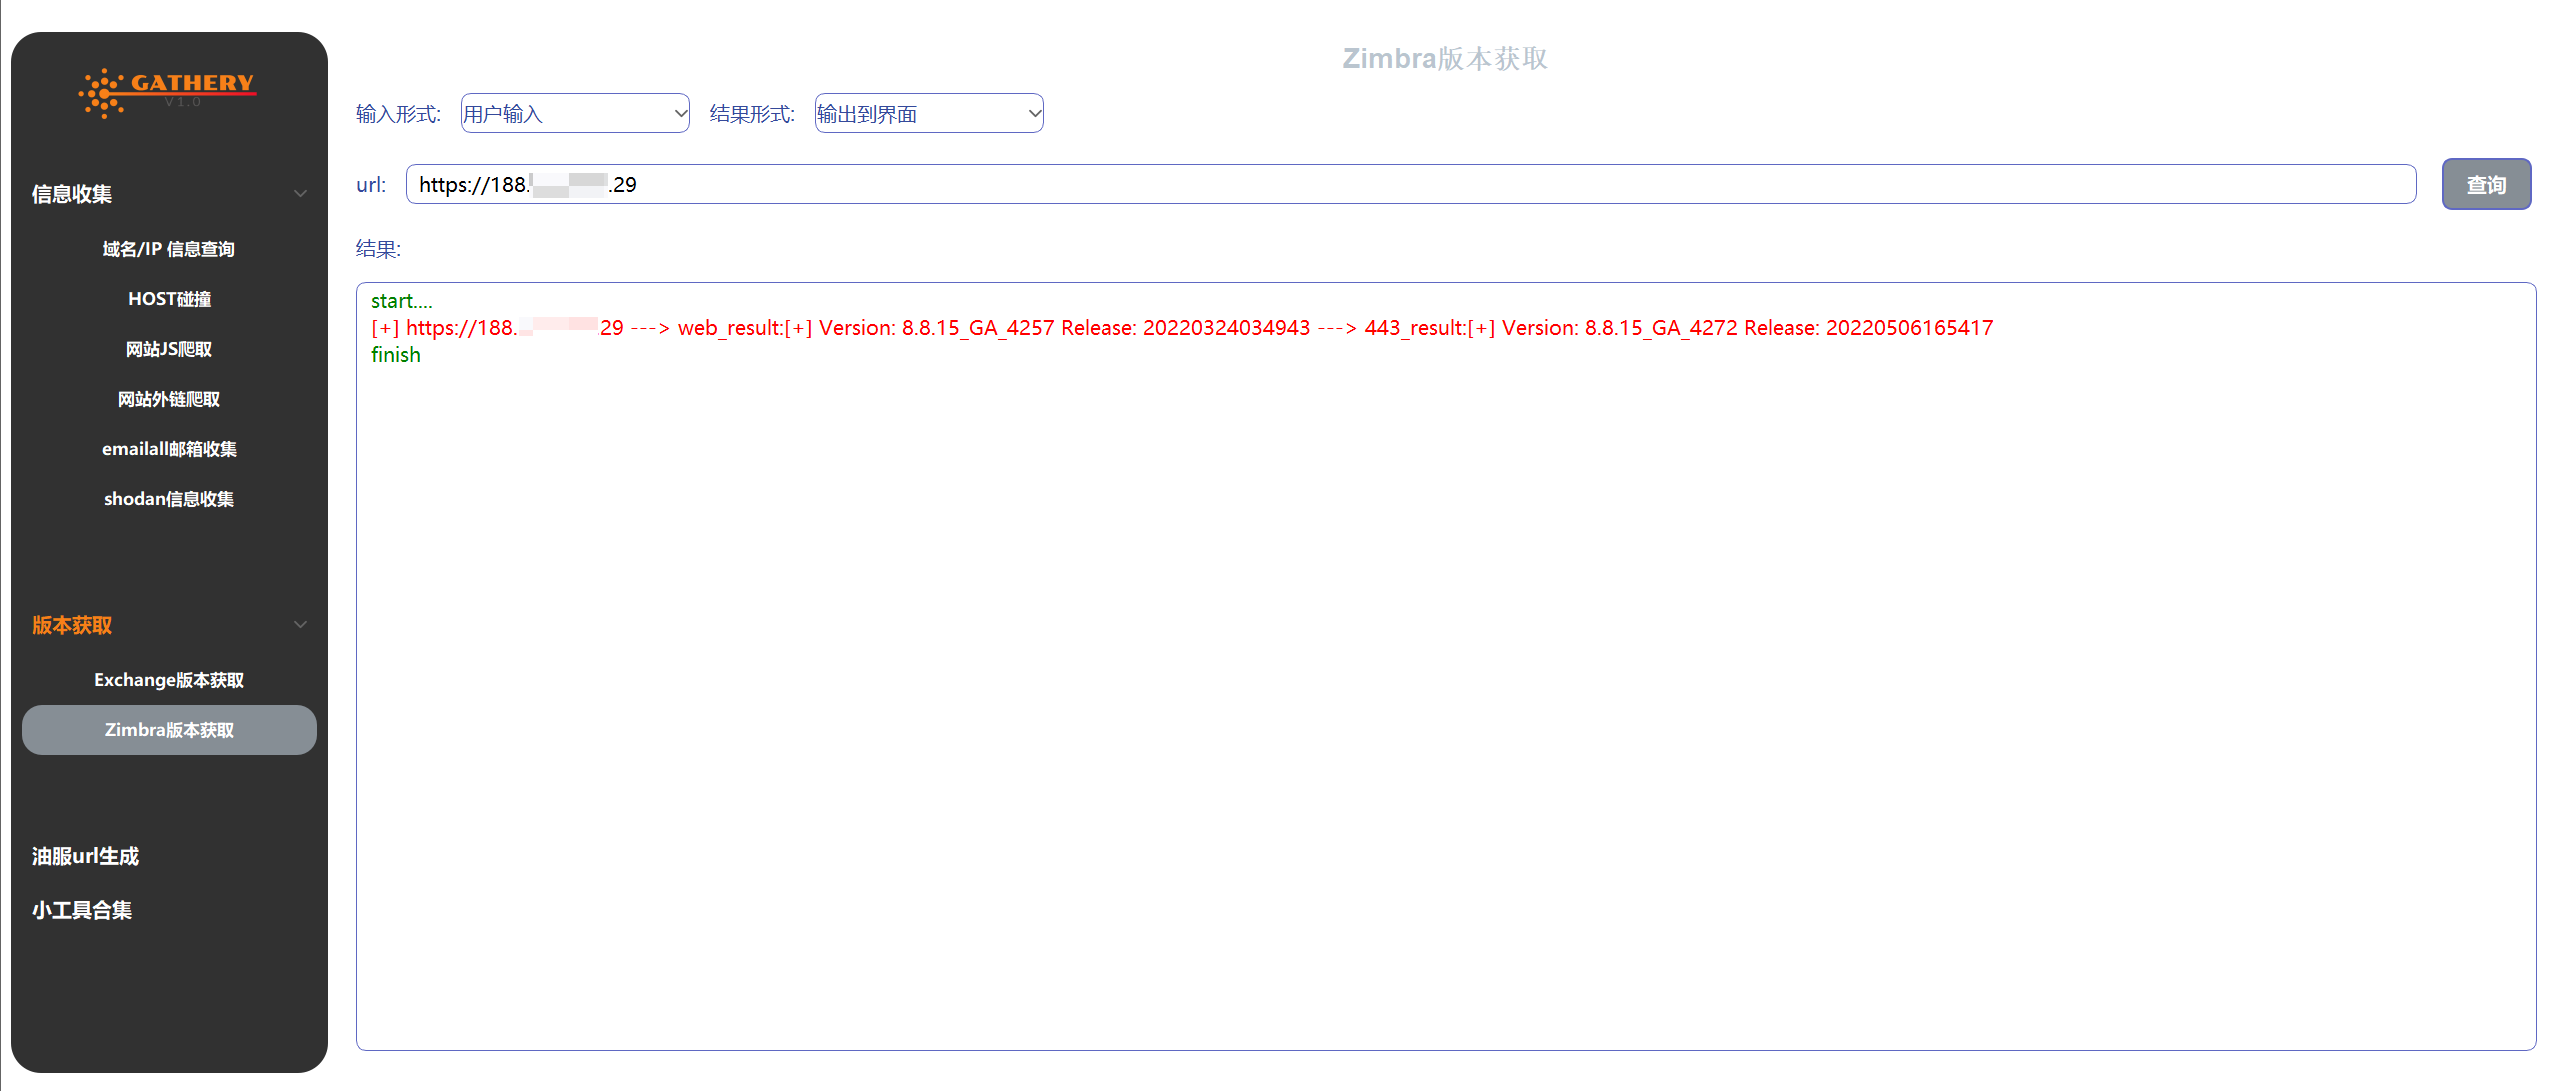 GATHERY
V1.0
信息收集
域名/IP 信息查询
HOST碰撞
网站JS爬取
网站外链爬取
emailall邮箱收集
shodan信息收集
版本获取
Exchange版本获取
Zimbra版本获取
油服url生成
小工具合集
Zimbra版本获取
输入形式: 用户输入 结果形式: 输出到界面
url: https://188. .29 查询
结果:
start....
[+] https://188. .29 ---> web_result:[+] Version: 8.8.15_GA_4257 Release: 20220324034943 ---> 443_result:[+] Version: 8.8.15_GA_4272 Release: 20220506165417
finish